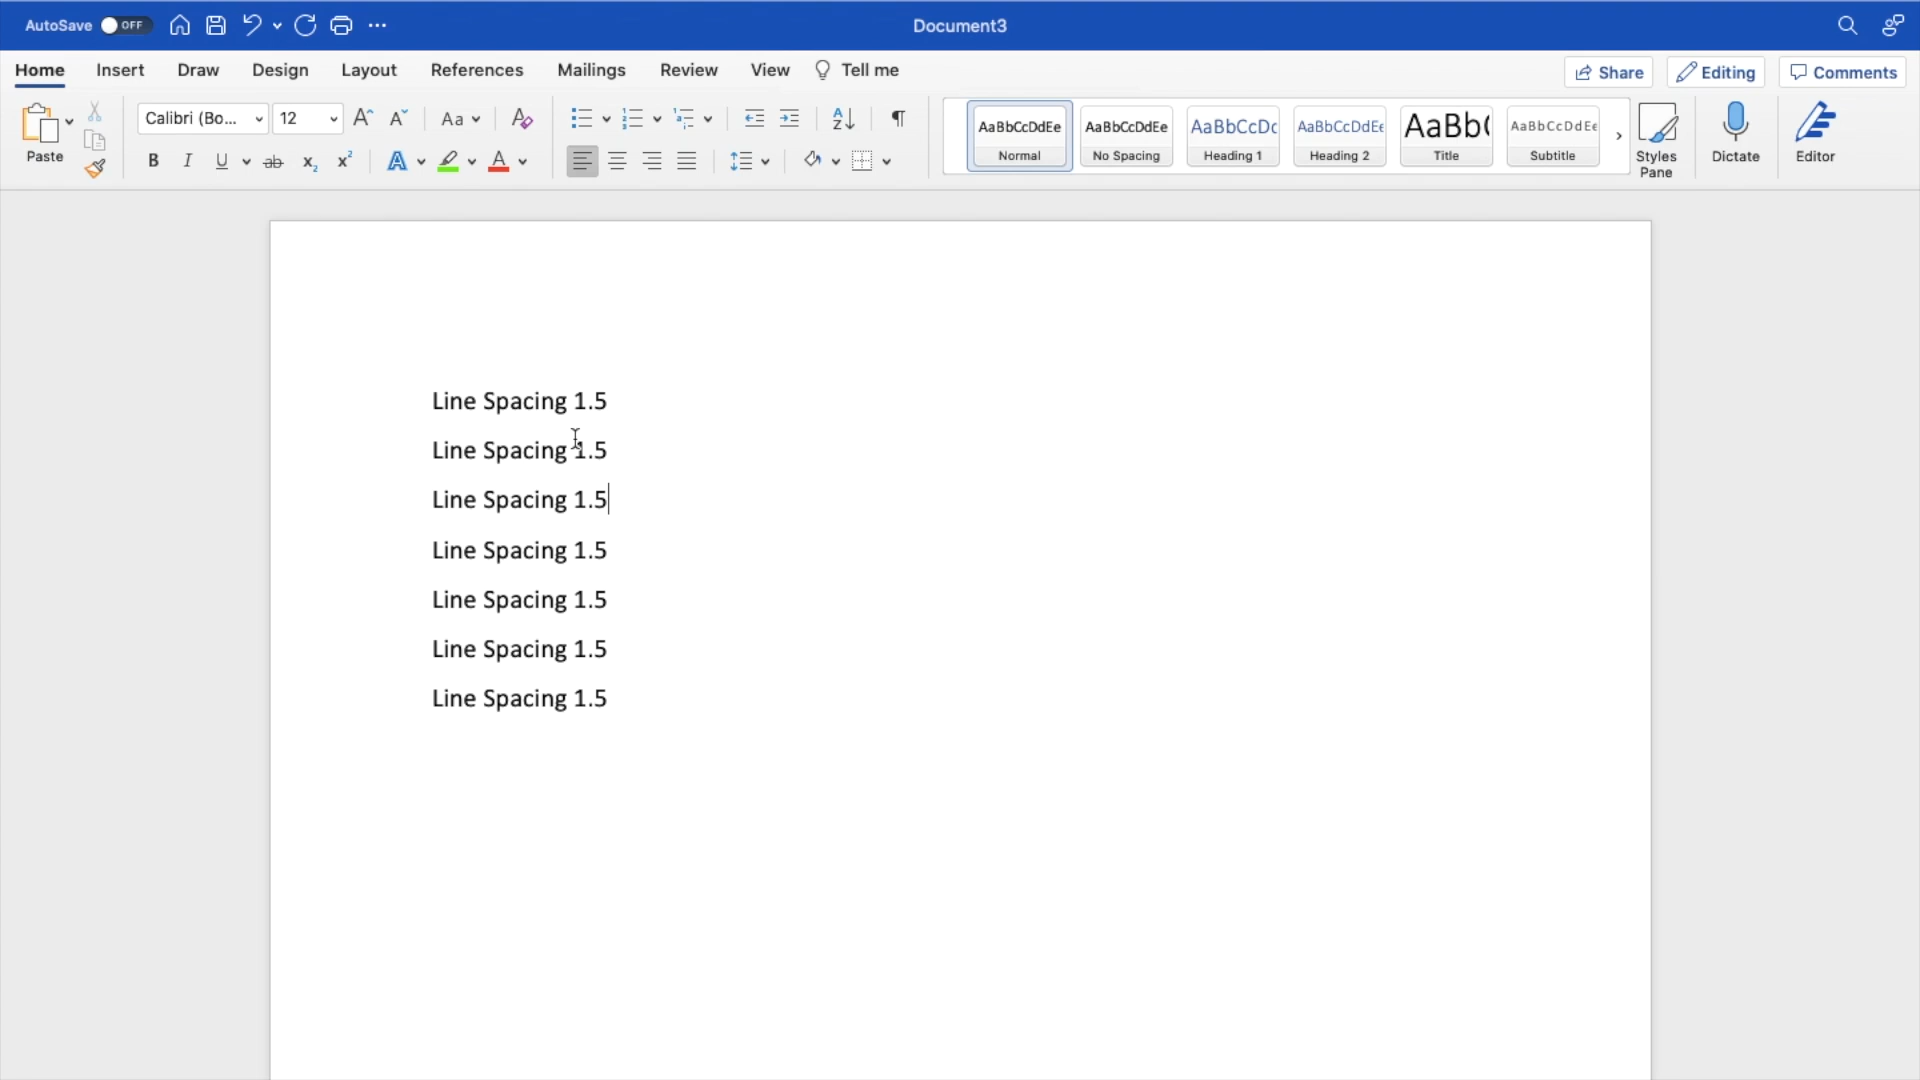 AutoSave OFF Document3
Home Insert Draw Design Layout References Mailings Review View Tell me Share Editing Comments
Paste Calibri (Bo... 12 Aa
AaBbCcDdEe AaBbCcDdEe AaBbCcDc AaBbCcDdEe AaBb( AaBbCcDdEe
Normal No Spacing Heading 1 Heading 2 Title Subtitle
Styles Pane Dictate Editor
Line Spacing 1.5
Line Spacing 1.5
Line Spacing 1.5
Line Spacing 1.5
Line Spacing 1.5
Line Spacing 1.5
Line Spacing 1.5